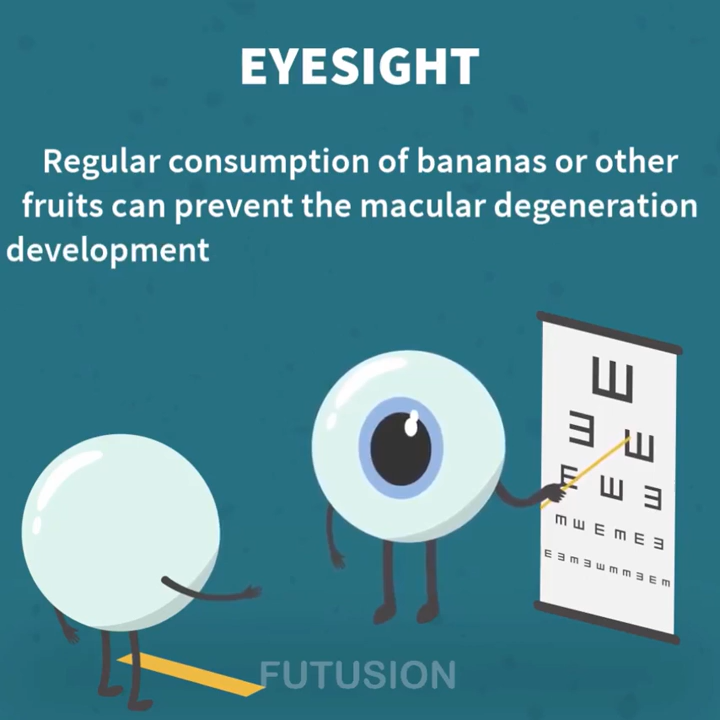 EYESIGHT
Regular consumption of bananas or other
fruits can prevent the macular degeneration
development
E
E E
E E E
E E E E E E
E E E E E E E E E E
FUTUSION